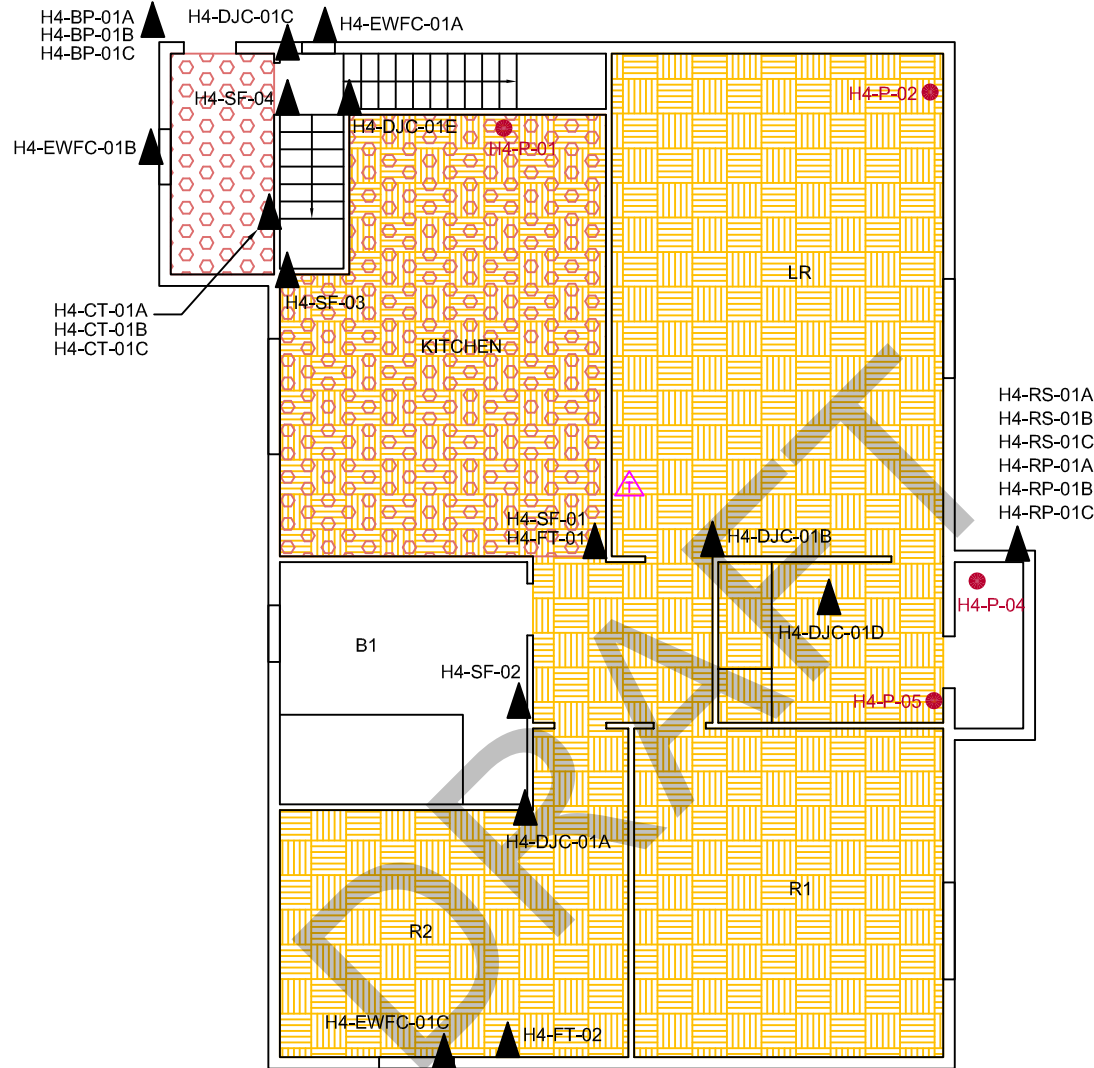 H4-BP-01A
H4-BP-01B
H4-BP-01C
H4-DJC-01C
H4-EWFC-01A
H4-SF-04
H4-DJC-01E
H4-P-01
H4-P-02
H4-EWFC-01B
LR
H4-SF-03
H4-CT-01A
H4-CT-01B
H4-CT-01C
KITCHEN
H4-RS-01A
H4-RS-01B
H4-RS-01C
H4-RP-01A
H4-RP-01B
H4-RP-01C
T
H4-SF-01
H4-FT-01
H4-DJC-01B
H4-P-04
H4-DJC-01D
B1
H4-SF-02
H4-P-05
H4-DJC-01A
R1
R2
H4-EWFC-01C
H4-FT-02
DRAFT